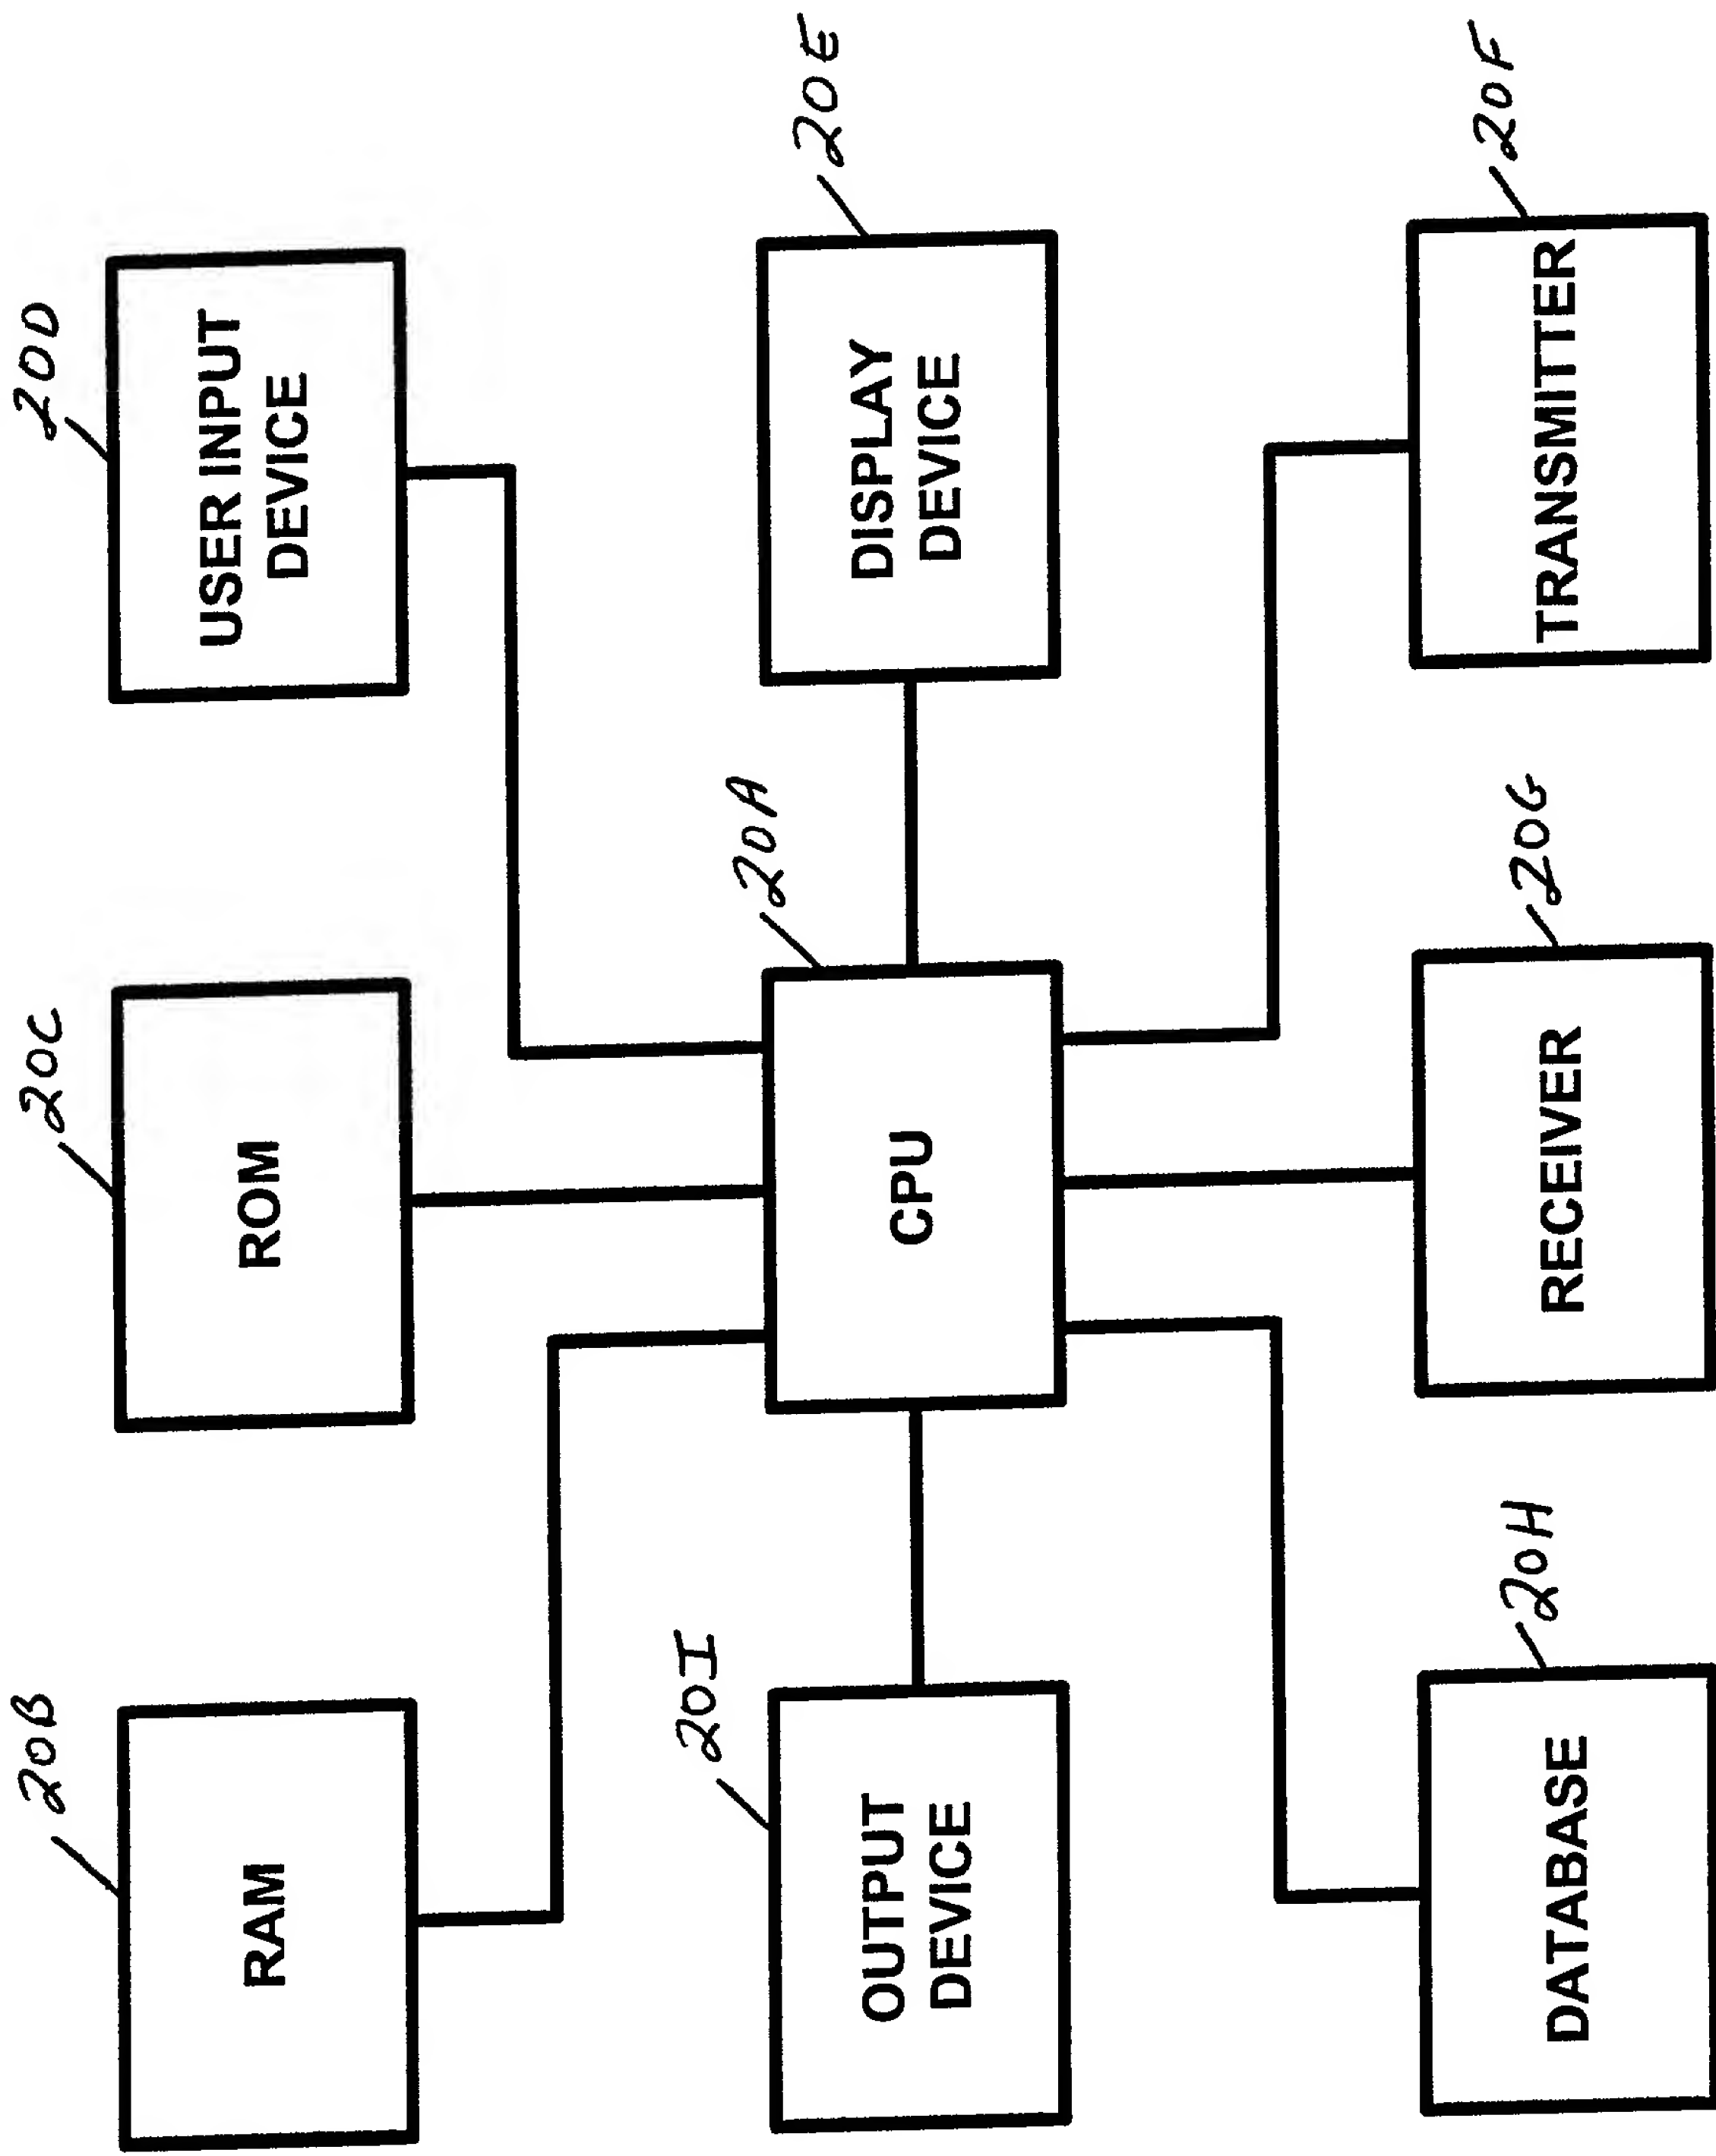 20B
20C
20D
RAM
ROM
USER INPUT
DEVICE
20I
20A
20E
OUTPUT
DEVICE
CPU
DISPLAY
DEVICE
20H
20G
20F
DATABASE
RECEIVER
TRANSMITTER